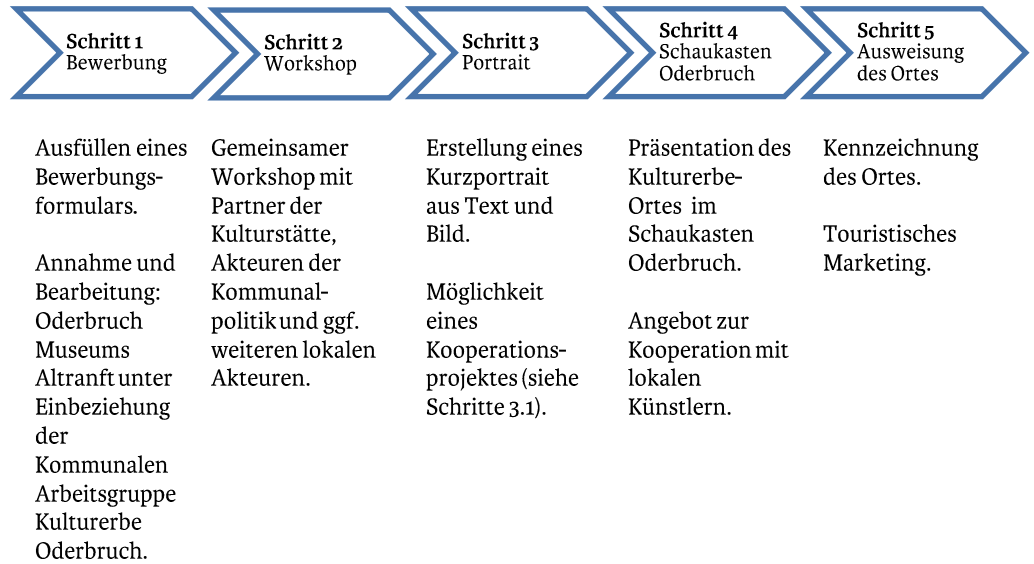 Schritt 1
Bewerbung
Schritt 2
Workshop
Schritt 3
Portrait
Schritt 4
Schaukasten
Oderbruch
Schritt 5
Ausweisung
des Ortes
Ausfüllen eines
Bewerbungs-
formulars.
Annahme und
Bearbeitung:
Oderbruch
Museums
Altranft unter
Einbeziehung
der
Kommunalen
Arbeitsgruppe
Kulturerbe
Oderbruch.
Gemeinsamer
Workshop mit
Partner der
Kulturstätte,
Akteuren der
Kommunal-
politik und ggf.
weiteren lokalen
Akteuren.
Erstellung eines
Kurzportrait
aus Text und
Bild.
Möglichkeit
eines
Kooperations-
projektes (siehe
Schritte 3.1).
Präsentation des
Kulturerbe-
Ortes im
Schaukasten
Oderbruch.
Angebot zur
Kooperation mit
lokalen
Künstlern.
Kennzeichnung
des Ortes.
Touristisches
Marketing.